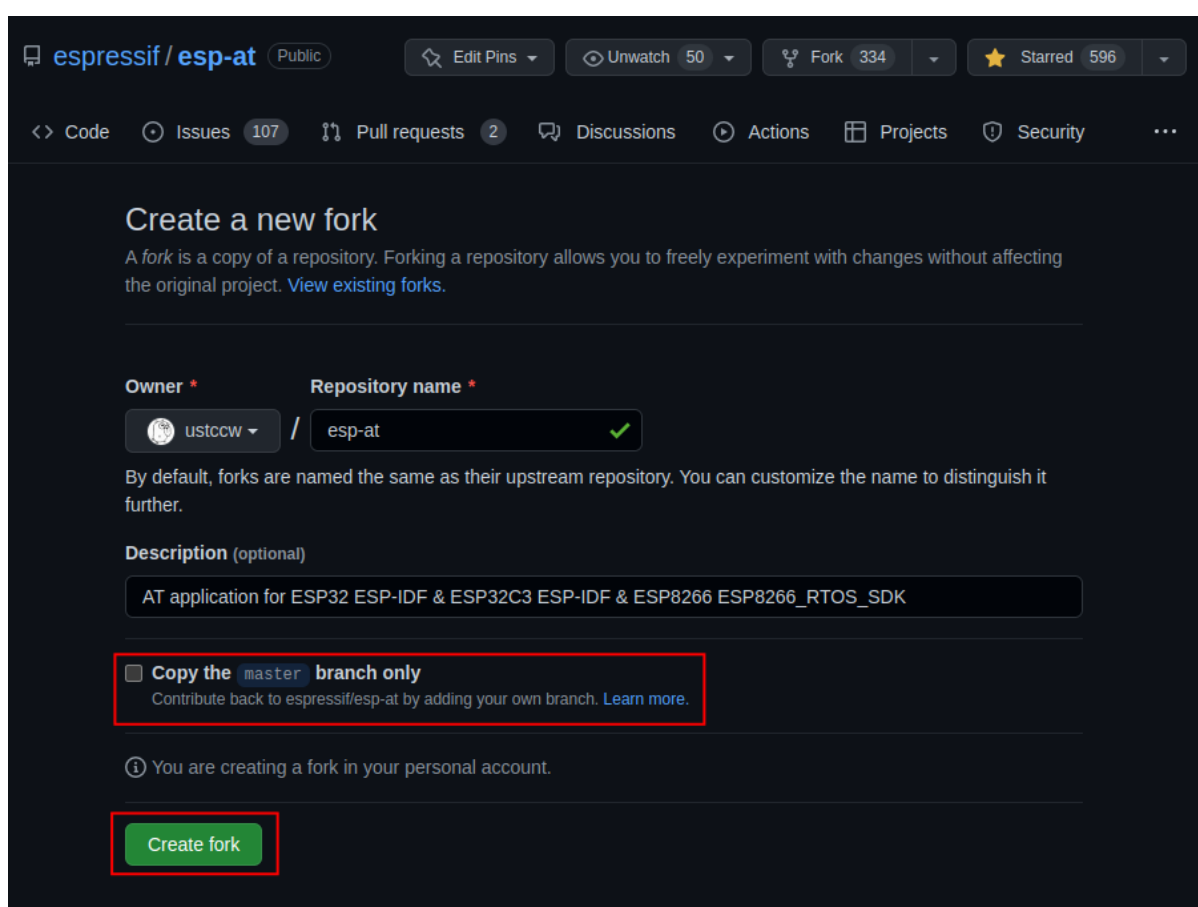 espressif / esp-at Public Edit Pins Unwatch 50 Fork 334 Starred 596
<> Code Issues 107 Pull requests 2 Discussions Actions Projects Security ...
Create a new fork
A fork is a copy of a repository. Forking a repository allows you to freely experiment with changes without affecting
the original project. View existing forks.
Owner * Repository name *
ustccw / esp-at
By default, forks are named the same as their upstream repository. You can customize the name to distinguish it
further.
Description (optional)
AT application for ESP32 ESP-IDF & ESP32C3 ESP-IDF & ESP8266 ESP8266_RTOS_SDK
Copy the master branch only
Contribute back to espressif/esp-at by adding your own branch. Learn more.
You are creating a fork in your personal account.
Create fork